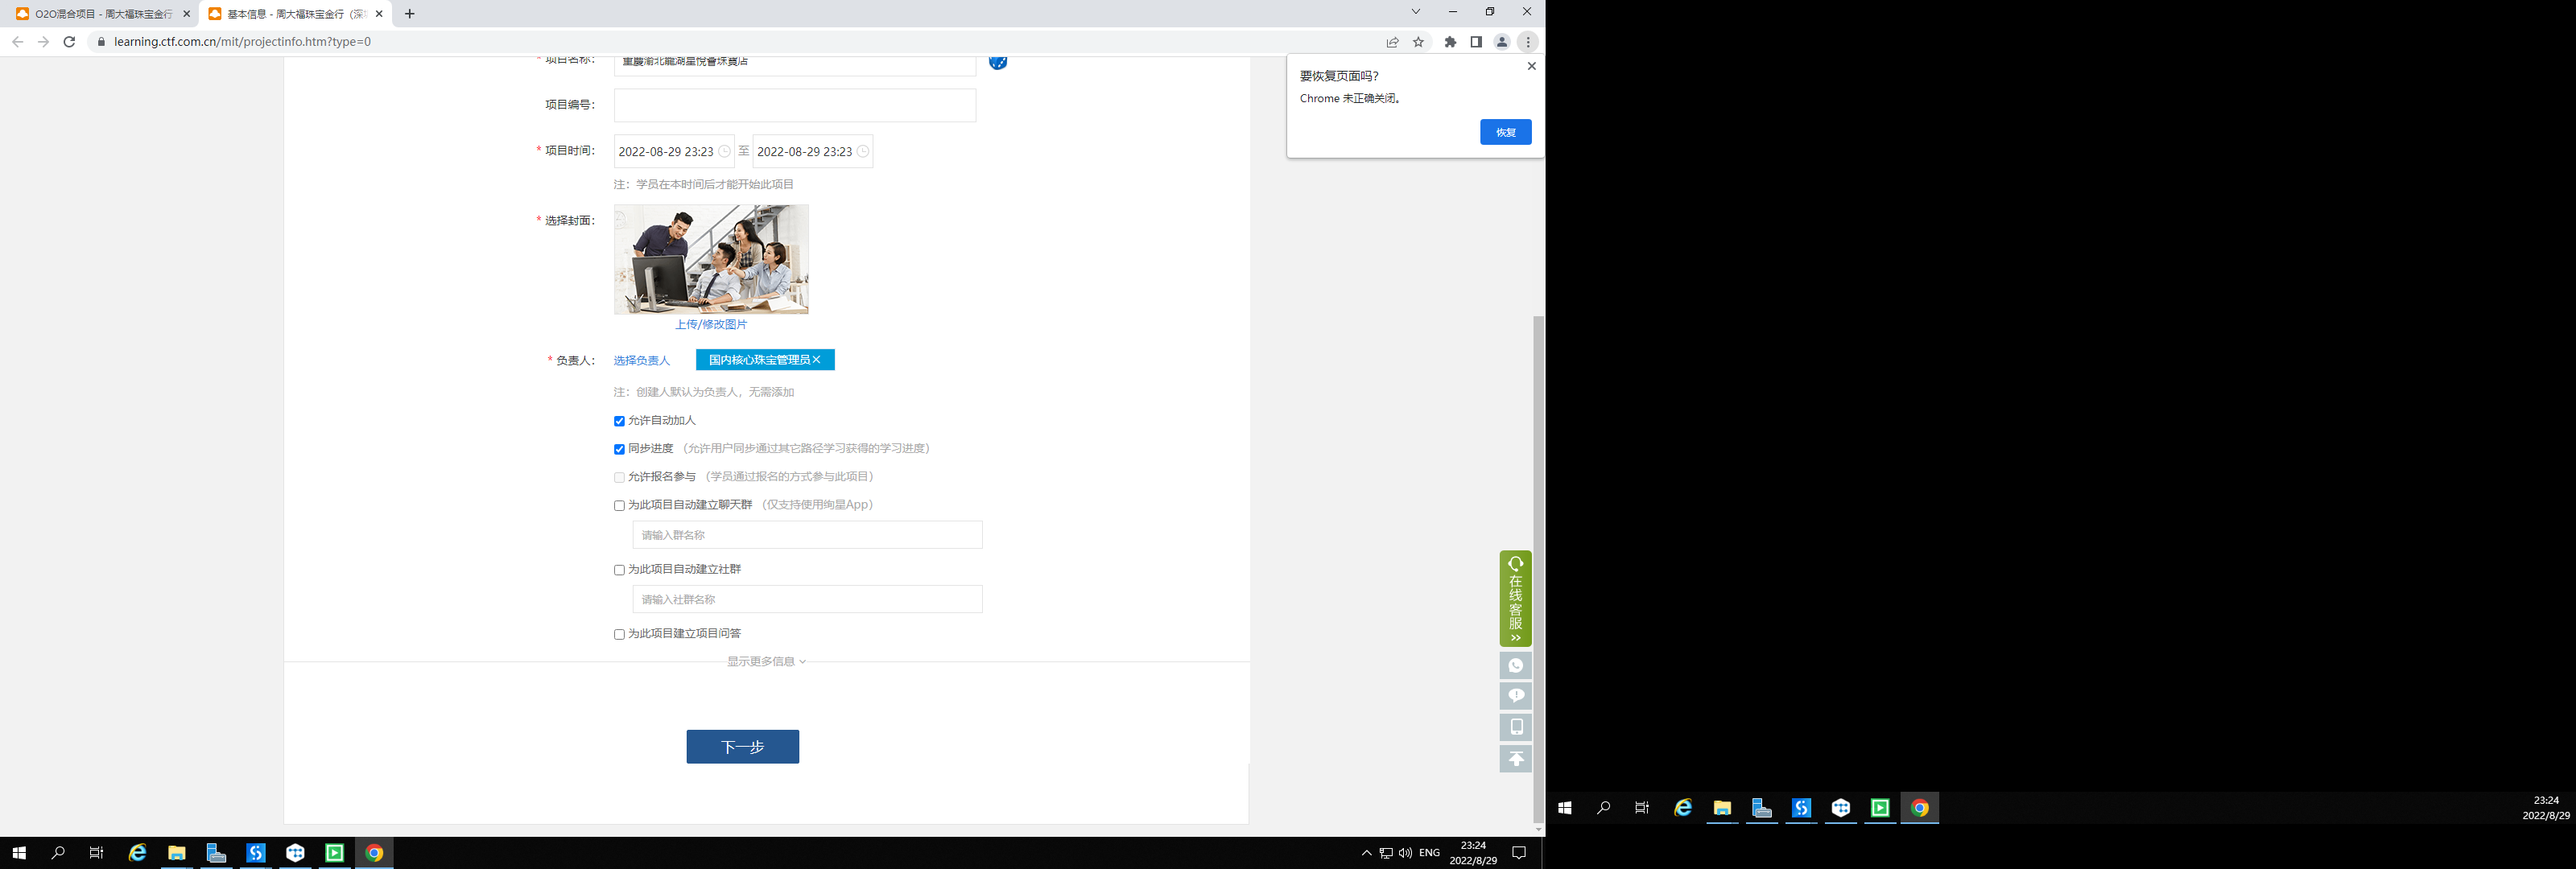 O2O混合项目 - 周大福珠宝金行
基本信息 - 周大福珠宝金行（深
learning.ctf.com.cn/mit/projectinfo.htm?type=0
要恢复页面吗？
Chrome 未正确关闭。
恢复
* 项目名称：
重慶渝北龍湖星悅薈珠寶店
项目编号：
* 项目时间：
2022-08-29 23:23 至 2022-08-29 23:23
注：学员在本时间后才能开始此项目
* 选择封面：
上传/修改图片
* 负责人： 选择负责人 国内核心珠宝管理员×
注：创建人默认为负责人，无需添加
允许自动加人
同步进度 （允许用户同步通过其它路径学习获得的学习进度）
允许报名参与 （学员通过报名的方式参与此项目）
为此项目自动建立聊天群 （仅支持使用绚星App）
请输入群名称
为此项目自动建立社群
请输入社群名称
为此项目建立项目问答
显示更多信息
下一步
在线客服
ENG
23:24
2022/8/29
23:24
2022/8/29